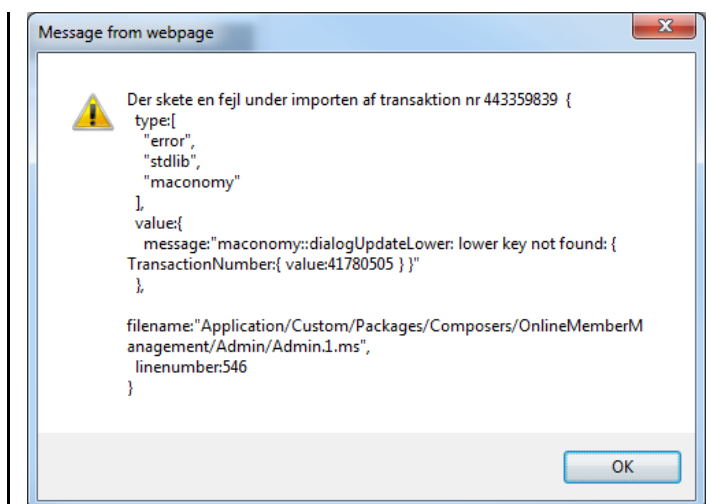 Message from webpage
Der skete en fejl under importen af transaktion nr 443359839 {
type:[
"error",
"stdlib",
"maconomy"
],
value:{
message:"maconomy::dialogUpdateLower: lower key not found: {
TransactionNumber:{ value:41780505 } }"
},
filename:"Application/Custom/Packages/Composers/OnlineMemberM
anagement/Admin/Admin.1.ms",
linenumber:546
}
OK